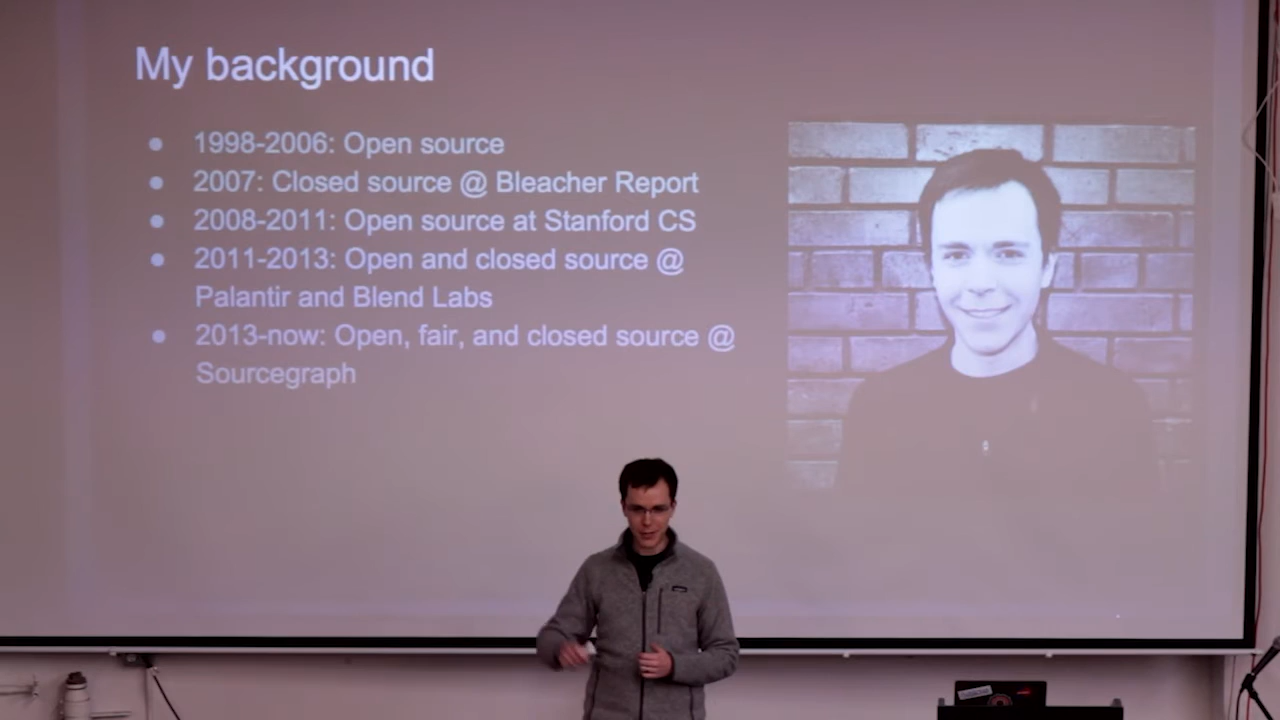 My background
● 1998-2006: Open source
● 2007: Closed source @ Bleacher Report
● 2008-2011: Open source at Stanford CS
● 2011-2013: Open and closed source @
Palantir and Blend Labs
● 2013-now: Open, fair, and closed source @
Sourcegraph